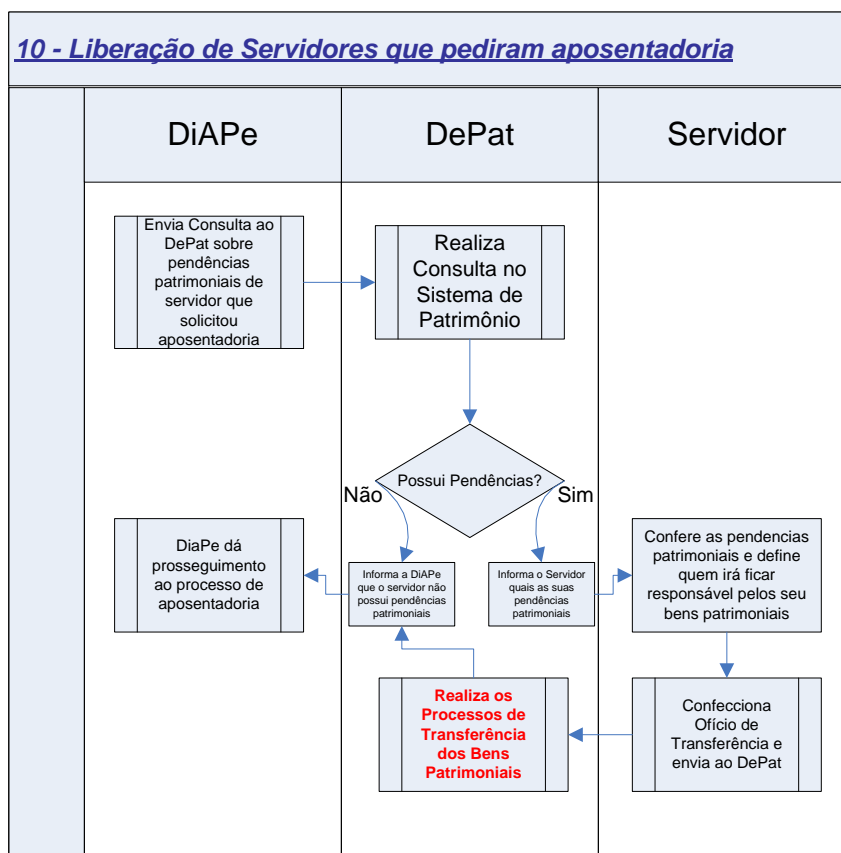 10 - Liberação de Servidores que pediram aposentadoria
DiAPe
DePat
Servidor
Envia Consulta ao
DePat sobre
pendências
patrimoniais de
servidor que
solicitou
aposentadoria
Realiza
Consulta no
Sistema de
Patrimônio
Possui Pendências?
Não
Sim
DiaPe dá
prosseguimento
ao processo de
aposentadoria
Informa a DiAPe
que o servidor não
possui pendências
patrimoniais
Informa o Servidor
quais as suas
pendências
patrimoniais
Confere as pendencias
patrimoniais e define
quem irá ficar
responsável pelos seu
bens patrimoniais
Realiza os
Processos de
Transferência
dos Bens
Patrimoniais
Confecciona
Ofício de
Transferência e
envia ao DePat